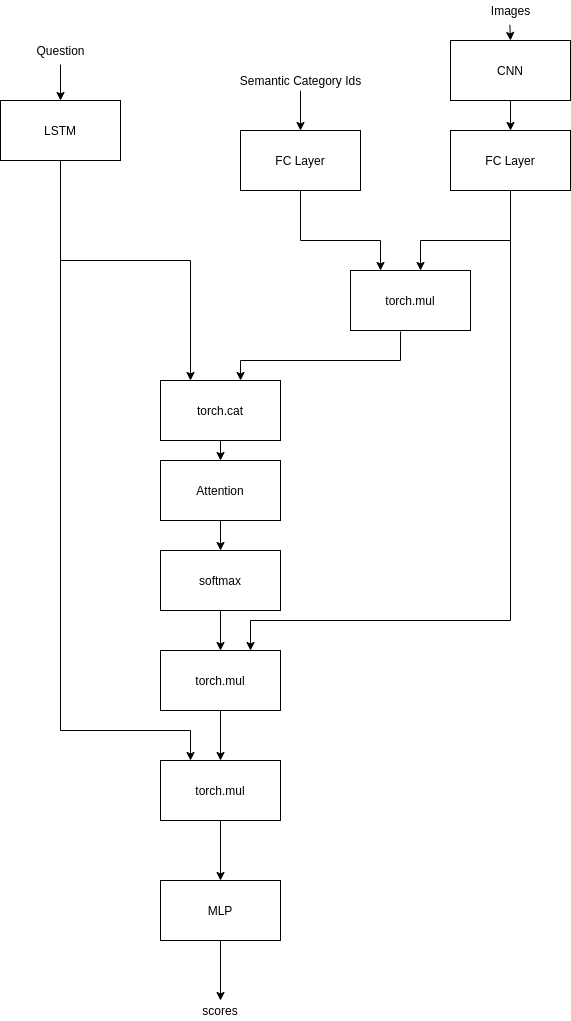 Images
CNN
Question
LSTM
Semantic Category Ids
FC Layer
FC Layer
torch.mul
torch.cat
Attention
softmax
torch.mul
torch.mul
MLP
scores